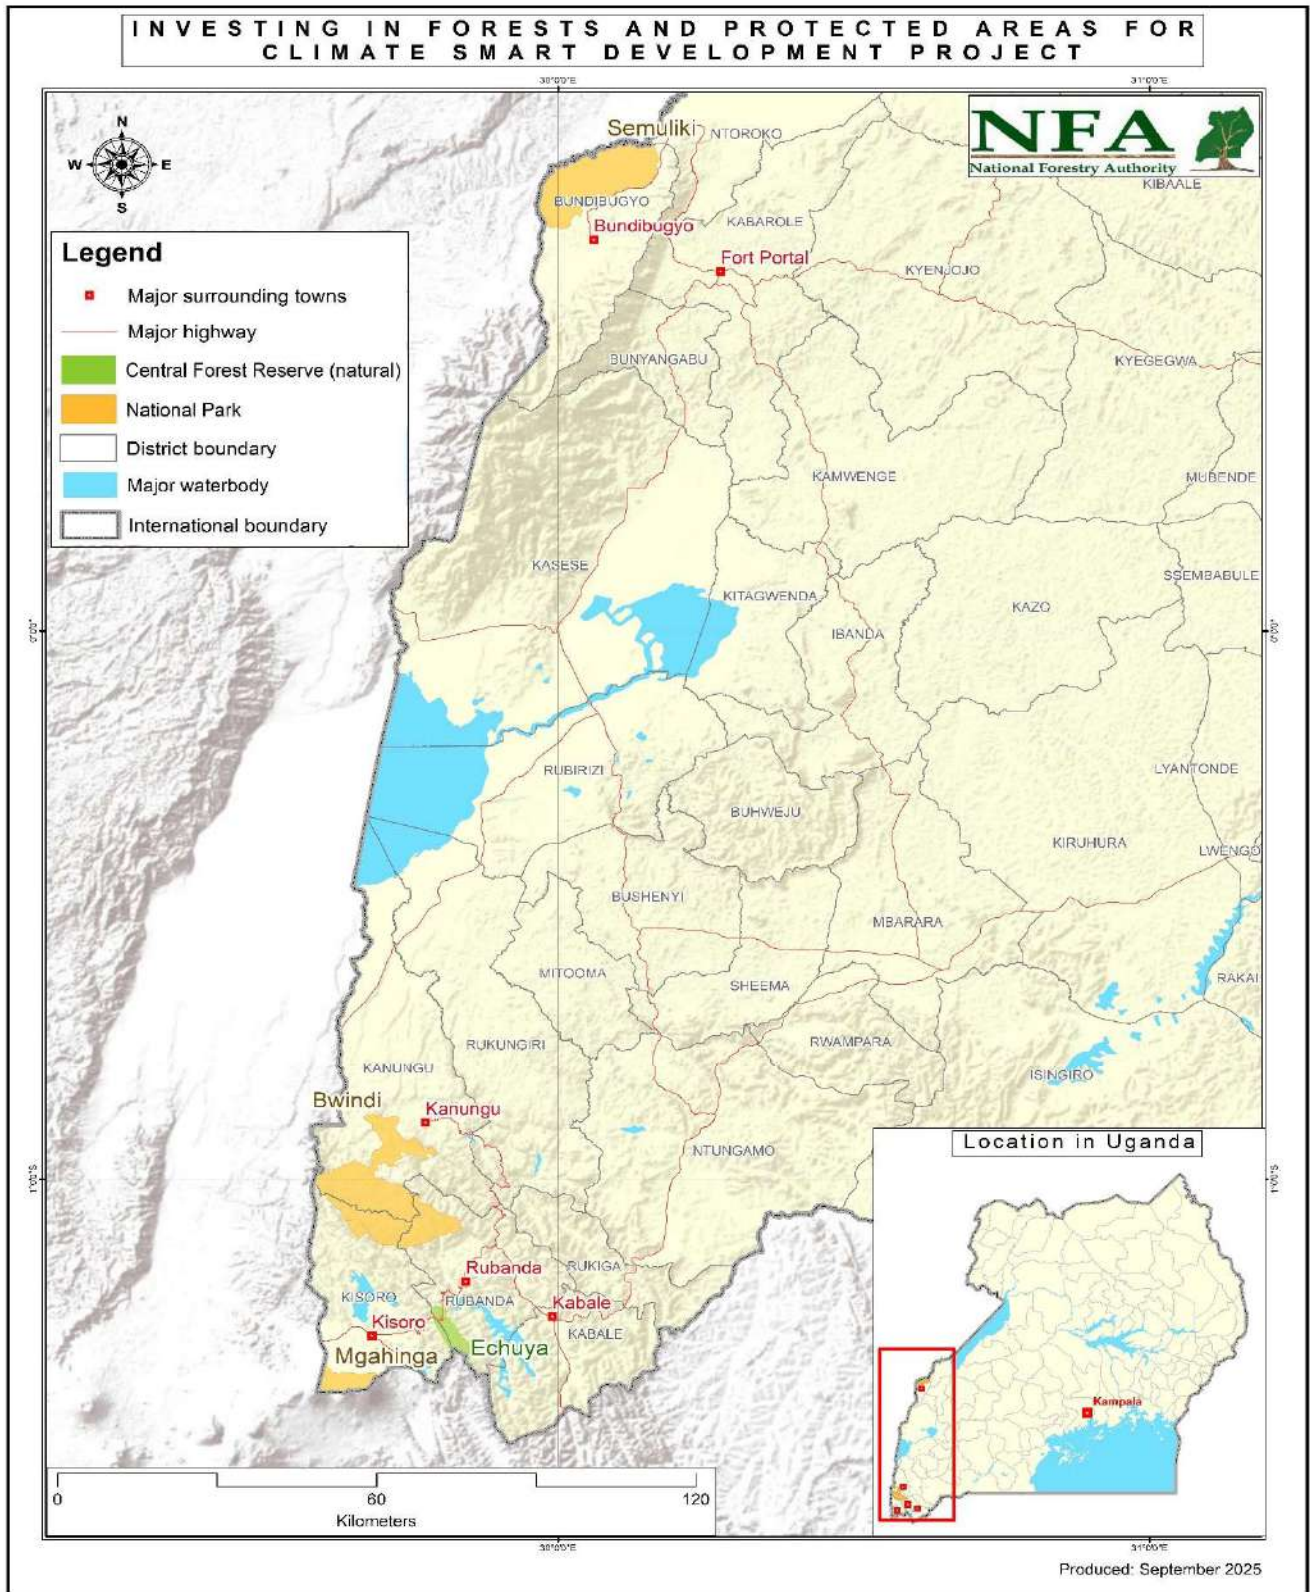 INVESTING IN FORESTS AND PROTECTED AREAS FOR
CLIMATE SMART DEVELOPMENT PROJECT
30°0'0"E
31°0'0"E
N
W
E
S
NFA
National Forestry Authority
Semuliki
NTOROKO
KIBAALE
BUNDIBUGYO
Bundibugyo
KABAROLE
Fort Portal
KYENJOJO
Legend
Major surrounding towns
Major highway
Central Forest Reserve (natural)
National Park
District boundary
Major waterbody
International boundary
BUNYANGABU
KYEGEGWA
KAMWENGE
MUBENDE
KASESE
KITAGWENDA
SSEMBABULE
KAZO
0°0'0"
0°0'0"
IBANDA
RUBIRIZI
LYANTONDE
BUHWEJU
KIRUHURA
LWENGO
BUSHENYI
MBARARA
MITOOMA
SHEEMA
RAKAI
RUKUNGIRI
RWAMPARA
KANUNGU
ISINGIRO
Bwindi
Kanungu
NTUNGAMO
1°0'0"S
1°0'0"S
Location in Uganda
Rubanda
RUKIGA
KISORO
RUBANDA
Kabale
Kisoro
KABALE
Mgahinga
Echuya
Kampala
0
60
120
Kilometers
30°0'0"E
31°0'0"E
Produced: September 2025